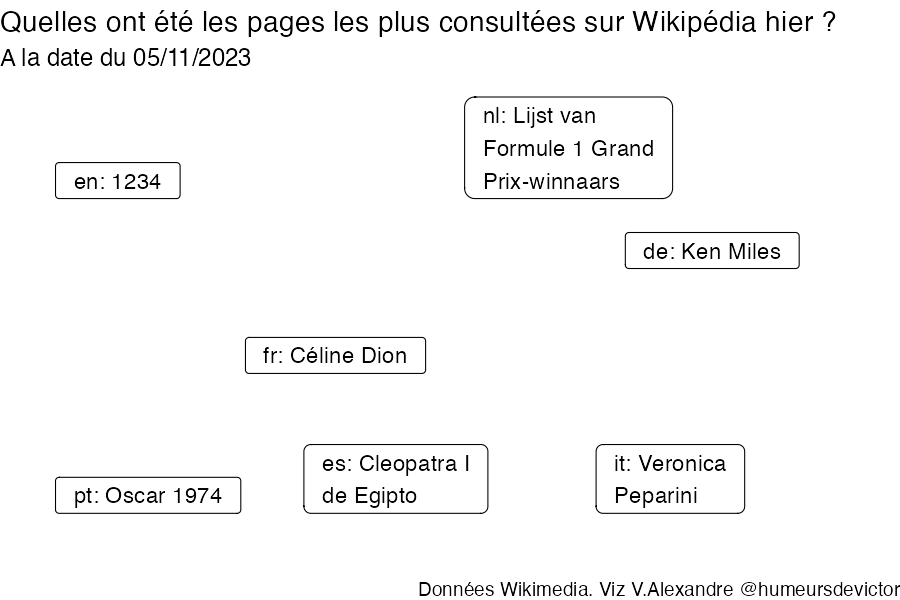 Quelles ont été les pages les plus consultées sur Wikipédia hier ?
A la date du 05/11/2023
nl: Lijst van
Formule 1 Grand
Prix-winnaars
en: 1234
de: Ken Miles
fr: Céline Dion
es: Cleopatra I
de Egipto
it: Veronica
Peparini
pt: Oscar 1974
Données Wikimedia. Viz V.Alexandre @humeursdevictor